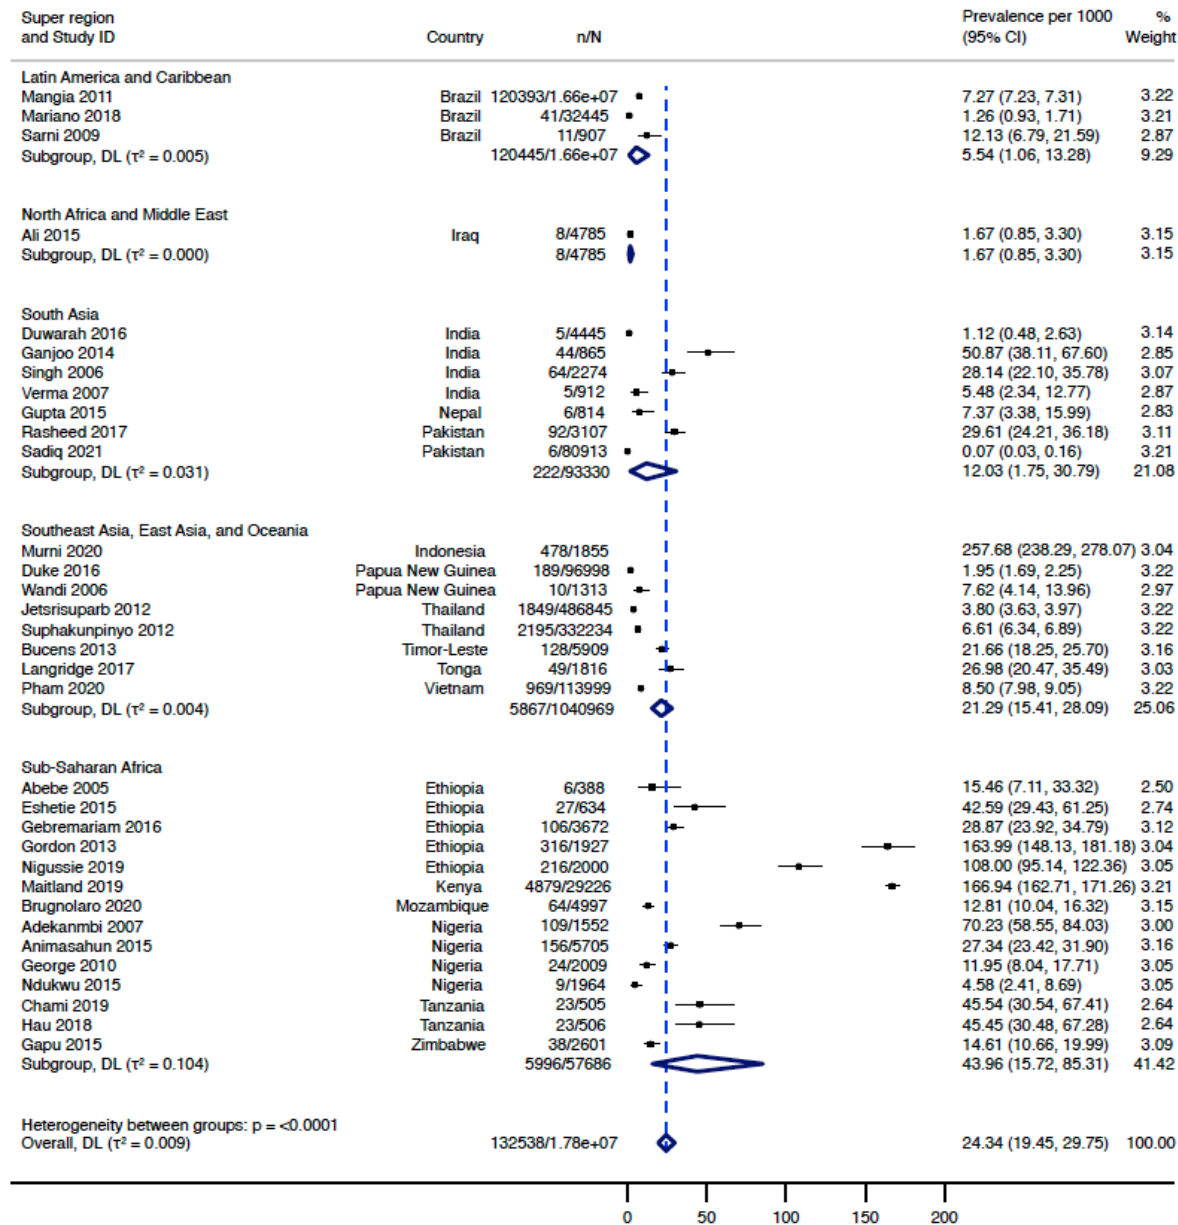 Super region Prevalence per 1000 %
and Study ID Country n/N (95% CI) Weight
Latin America and Caribbean
Mangia 2011 Brazil 120393/1.66e+07 7.27 (7.23, 7.31) 3.22
Mariano 2018 Brazil 41/32445 1.26 (0.93, 1.71) 3.21
Sarni 2009 Brazil 11/907 12.13 (6.79, 21.59) 2.87
Subgroup, DL (τ² = 0.005) 120445/1.66e+07 5.54 (1.06, 13.28) 9.29
North Africa and Middle East
Ali 2015 Iraq 8/4785 1.67 (0.85, 3.30) 3.15
Subgroup, DL (τ² = 0.000) 8/4785 1.67 (0.85, 3.30) 3.15
South Asia
Duwarah 2016 India 5/4445 1.12 (0.48, 2.63) 3.14
Ganjoo 2014 India 44/865 50.87 (38.11, 67.60) 2.85
Singh 2006 India 64/2274 28.14 (22.10, 35.78) 3.07
Verma 2007 India 5/912 5.48 (2.34, 12.77) 2.87
Gupta 2015 Nepal 6/814 7.37 (3.38, 15.99) 2.83
Rasheed 2017 Pakistan 92/3107 29.61 (24.21, 36.18) 3.11
Sadiq 2021 Pakistan 6/80913 0.07 (0.03, 0.16) 3.21
Subgroup, DL (τ² = 0.031) 222/93330 12.03 (1.75, 30.79) 21.08
Southeast Asia, East Asia, and Oceania
Murni 2020 Indonesia 478/1855 257.68 (238.29, 278.07) 3.04
Duke 2016 Papua New Guinea 189/96998 1.95 (1.69, 2.25) 3.22
Wandi 2006 Papua New Guinea 10/1313 7.62 (4.14, 13.96) 2.97
Jetsrisuparb 2012 Thailand 1849/486845 3.80 (3.63, 3.97) 3.22
Suphakunpinyo 2012 Thailand 2195/332234 6.61 (6.34, 6.89) 3.22
Bucens 2013 Timor-Leste 128/5909 21.66 (18.25, 25.70) 3.16
Langridge 2017 Tonga 49/1816 26.98 (20.47, 35.49) 3.03
Pham 2020 Vietnam 969/113999 8.50 (7.98, 9.05) 3.22
Subgroup, DL (τ² = 0.004) 5867/1040969 21.29 (15.41, 28.09) 25.06
Sub-Saharan Africa
Abebe 2005 Ethiopia 6/388 15.46 (7.11, 33.32) 2.50
Eshetie 2015 Ethiopia 27/634 42.59 (29.43, 61.25) 2.74
Gebremariam 2016 Ethiopia 106/3672 28.87 (23.92, 34.79) 3.12
Gordon 2013 Ethiopia 316/1927 163.99 (148.13, 181.18) 3.04
Nigussie 2019 Ethiopia 216/2000 108.00 (95.14, 122.36) 3.05
Maitland 2019 Kenya 4879/29226 166.94 (162.71, 171.26) 3.21
Brugnolaro 2020 Mozambique 64/4997 12.81 (10.04, 16.32) 3.15
Adekanmbi 2007 Nigeria 109/1552 70.23 (58.55, 84.03) 3.00
Animasahun 2015 Nigeria 156/5705 27.34 (23.42, 31.90) 3.16
George 2010 Nigeria 24/2009 11.95 (8.04, 17.71) 3.05
Ndukwu 2015 Nigeria 9/1964 4.58 (2.41, 8.69) 3.05
Chami 2019 Tanzania 23/505 45.54 (30.54, 67.41) 2.64
Hau 2018 Tanzania 23/506 45.45 (30.48, 67.28) 2.64
Gapu 2015 Zimbabwe 38/2601 14.61 (10.66, 19.99) 3.09
Subgroup, DL (τ² = 0.104) 5996/57686 43.96 (15.72, 85.31) 41.42
Heterogeneity between groups: p = <0.0001
Overall, DL (τ² = 0.009) 132538/1.78e+07 24.34 (19.45, 29.75) 100.00
0 50 100 150 200